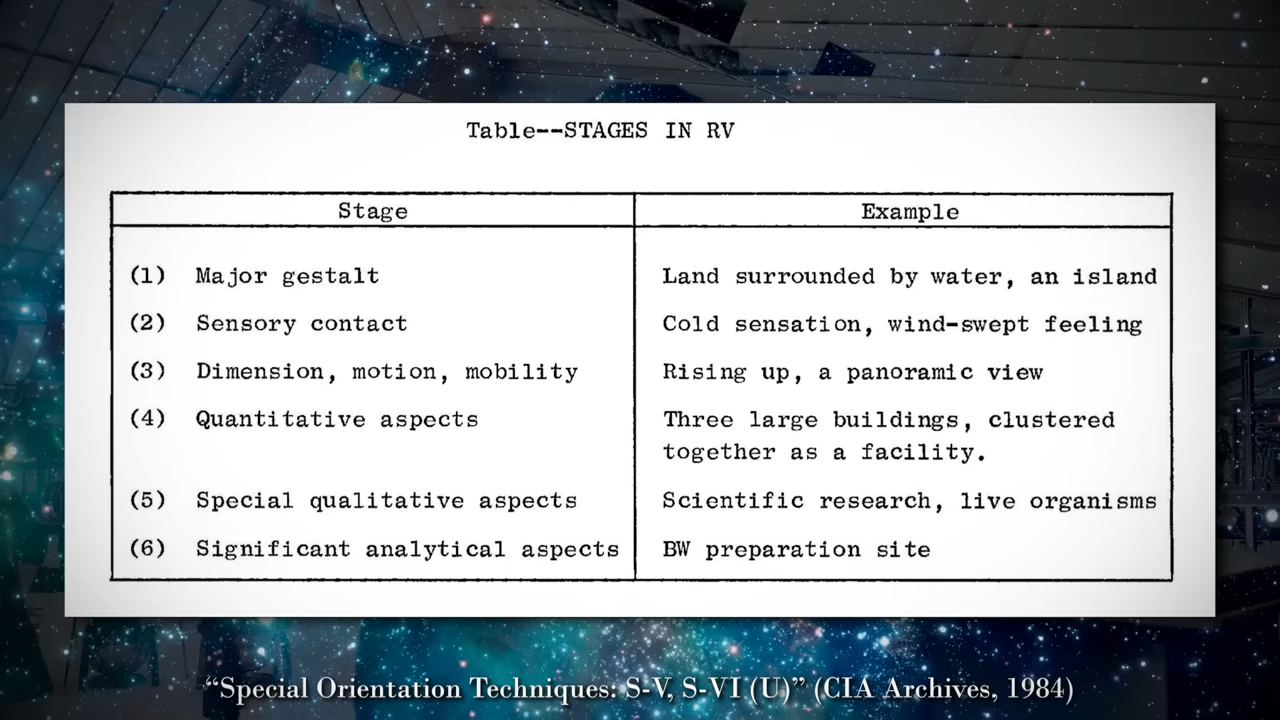 Table--STAGES IN RV
Stage Example
(1) Major gestalt Land surrounded by water, an island
(2) Sensory contact Cold sensation, wind-swept feeling
(3) Dimension, motion, mobility Rising up, a panoramic view
(4) Quantitative aspects Three large buildings, clustered
together as a facility.
(5) Special qualitative aspects Scientific research, live organisms
(6) Significant analytical aspects BW preparation site
“Special Orientation Techniques: S-V, S-VI (U)” (CIA Archives, 1984)